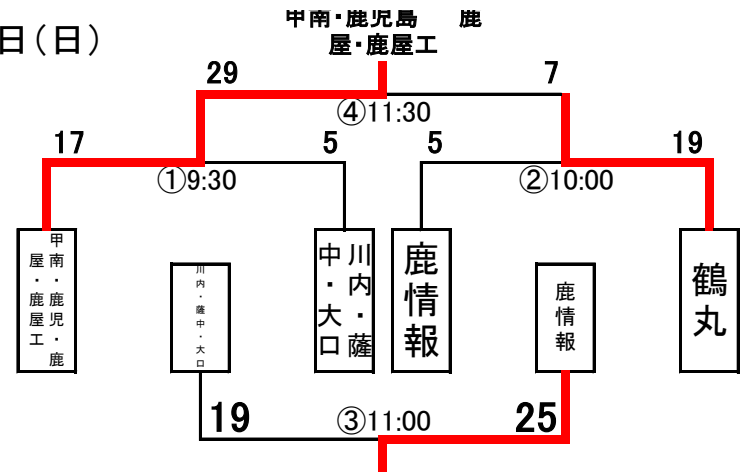 甲南・鹿児島　鹿
屋・鹿屋工
日(日)
29
7
④11:30
17
5
5
19
①9:30
②10:00
甲南・鹿児・鹿
屋・鹿屋工
川内・薩中・大口
川内・薩
中・大口
鹿情報
鹿情報
鶴丸
19
③11:00
25